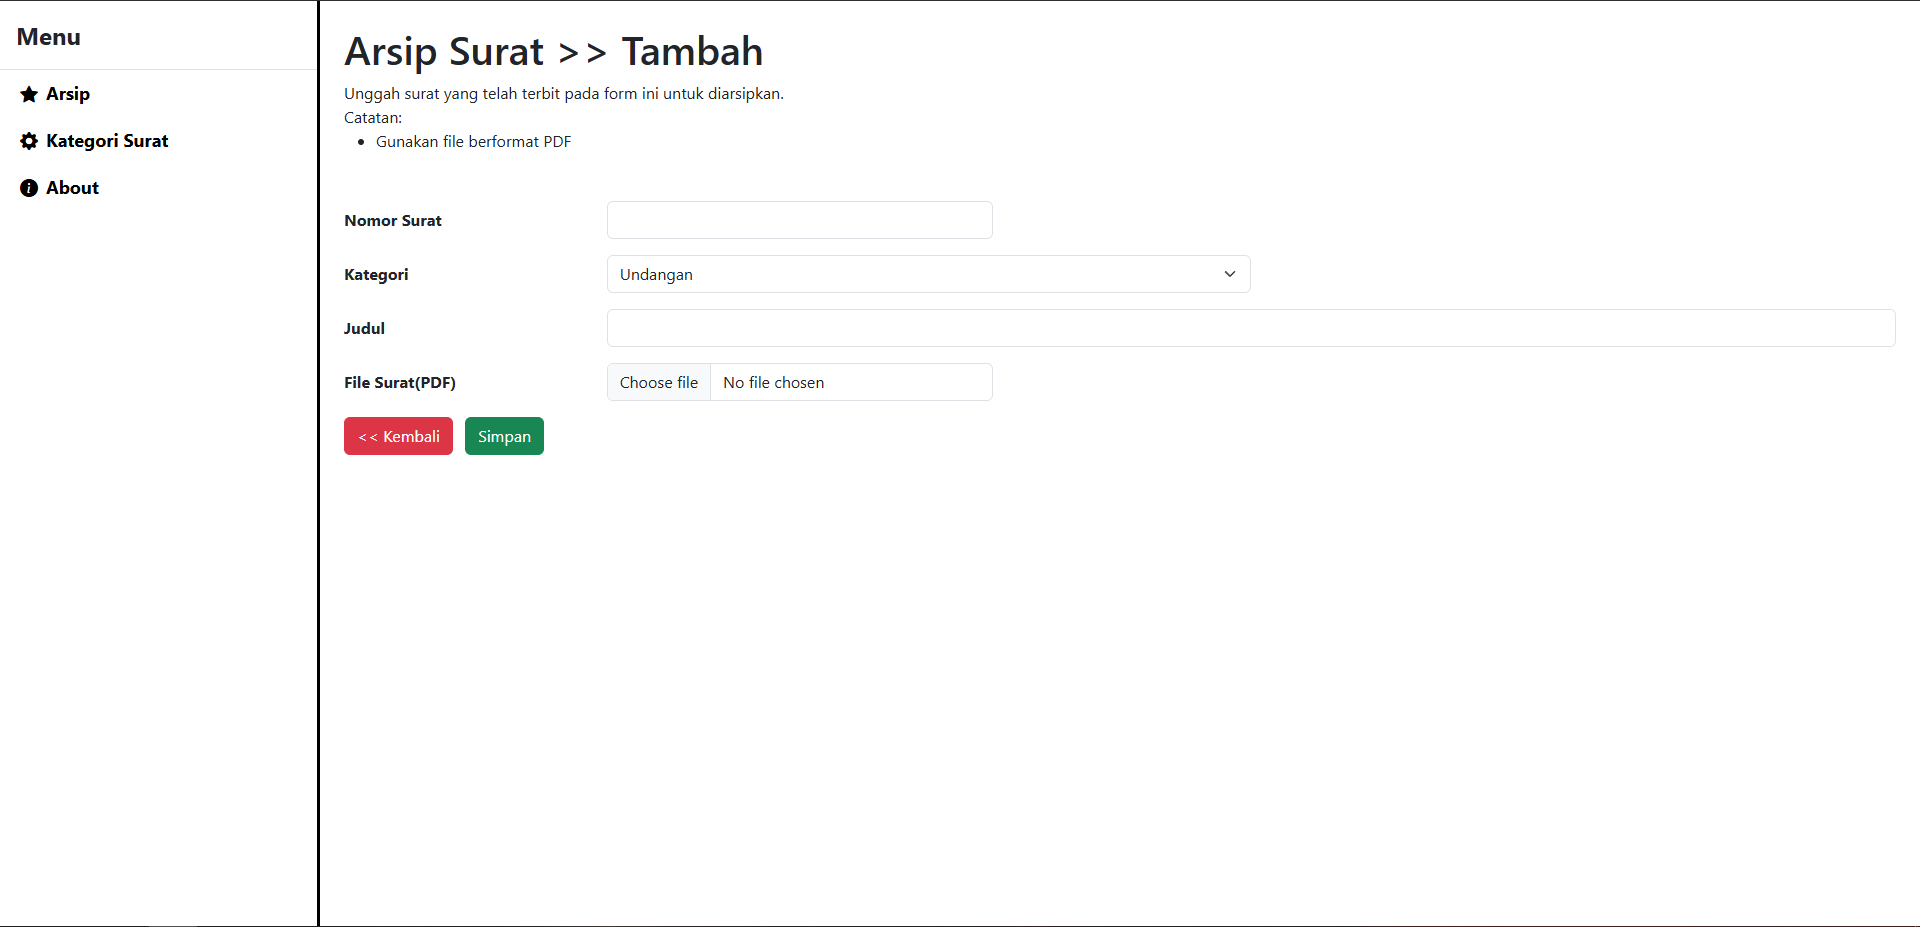 Menu
Arsip
Kategori Surat
About
Arsip Surat >> Tambah
Unggah surat yang telah terbit pada form ini untuk diarsipkan.
Catatan:
• Gunakan file berformat PDF
Nomor Surat
Kategori Undangan
Judul
File Surat(PDF) Choose file No file chosen
<< Kembali Simpan